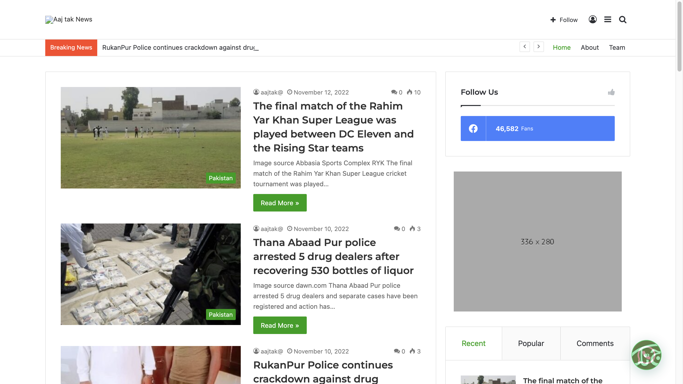 Aaj tak News
Follow
Breaking News
RukanPur Police continues crackdown against drug_
Home
About
Team
aajtak@ November 12, 2022 0 10
The final match of the Rahim
Yar Khan Super League was
played between DC Eleven and
the Rising Star teams
Image source Abbasia Sports Complex RYK The final
match of the Rahim Yar Khan Super League cricket
tournament was played…
Read More »
Pakistan
Thana Abaad Pur police
arrested 5 drug dealers after
recovering 530 bottles of liquor
aajtak@ November 10, 2022 0 3
Image source dawn.com Thana Abaad Pur police
arrested 5 drug dealers and separate cases have been
registered and action has…
Read More »
Pakistan
aajtak@ November 10, 2022 0 3
RukanPur Police continues
crackdown against drug
Follow Us
46,582 Fans
336 x 280
Recent
Popular
Comments
The final match of the